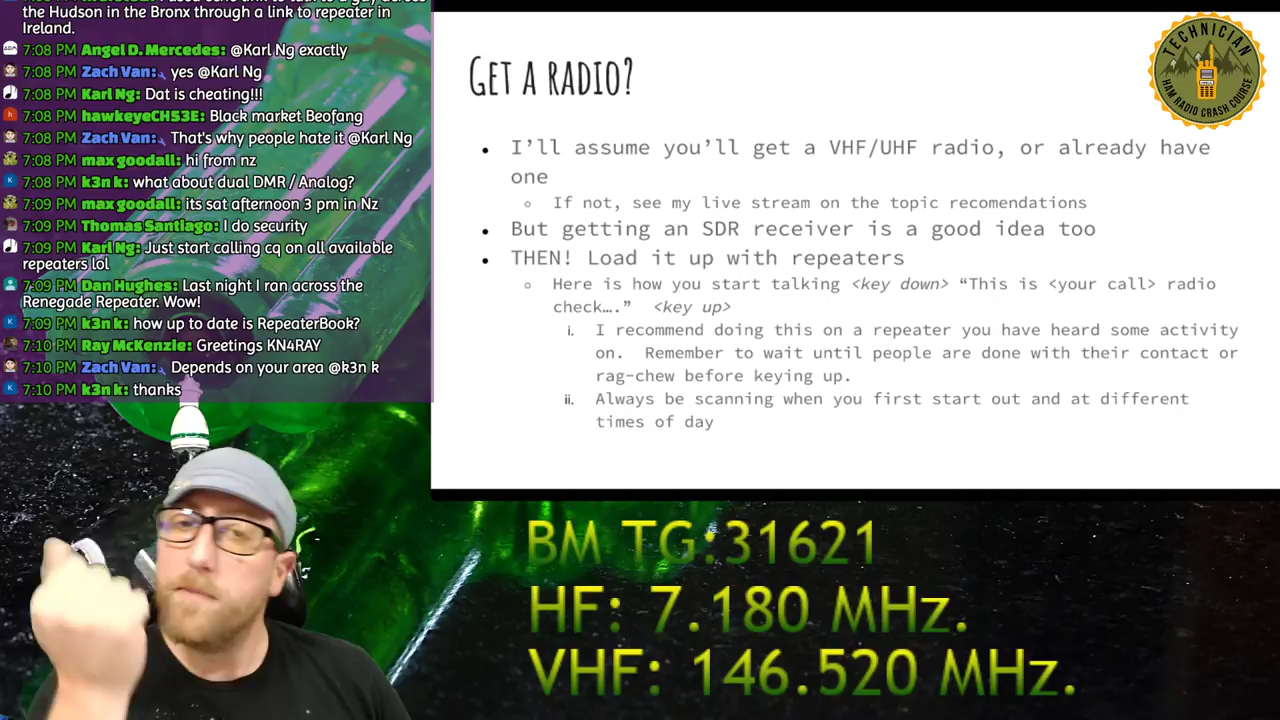 the Hudson in the Bronx through a link to repeater in
Ireland.
7:08 PM Angel D. Mercedes: @Karl Ng exactly
7:08 PM Zach Van: yes @Karl Ng
7:08 PM Karl Ng: Dat is cheating!!!
7:08 PM hawkeyeCH53E: Black market Beofang
7:08 PM Zach Van: That's why people hate it @Karl Ng
7:08 PM max goodall: hi from nz
7:08 PM k3n k: what about dual DMR / Analog?
7:09 PM max goodall: its sat afternoon 3 pm in Nz
7:09 PM Thomas Santiago: I do security
7:09 PM Karl Ng: Just start calling cq on all available
repeaters lol
7:09 PM Dan Hughes: Last night I ran across the
Renegade Repeater. Wow!
7:09 PM k3n k: how up to date is RepeaterBook?
7:10 PM Ray McKenzie: Greetings KN4RAY
7:10 PM Zach Van: Depends on your area @k3n k
7:10 PM k3n k: thanks
GET A RADIO?
TECHNICIAN
HAM RADIO CRASH COURSE
• I'll assume you'll get a VHF/UHF radio, or already have
one
○ If not, see my live stream on the topic recomendations
• But getting an SDR receiver is a good idea too
• THEN! Load it up with repeaters
○ Here is how you start talking <key down> “This is <your call> radio
check….” <key up>
i. I recommend doing this on a repeater you have heard some activity
on. Remember to wait until people are done with their contact or
rag-chew before keying up.
ii. Always be scanning when you first start out and at different
times of day
BM TG:31621
HF: 7.180 MHz.
VHF: 146.520 MHz.